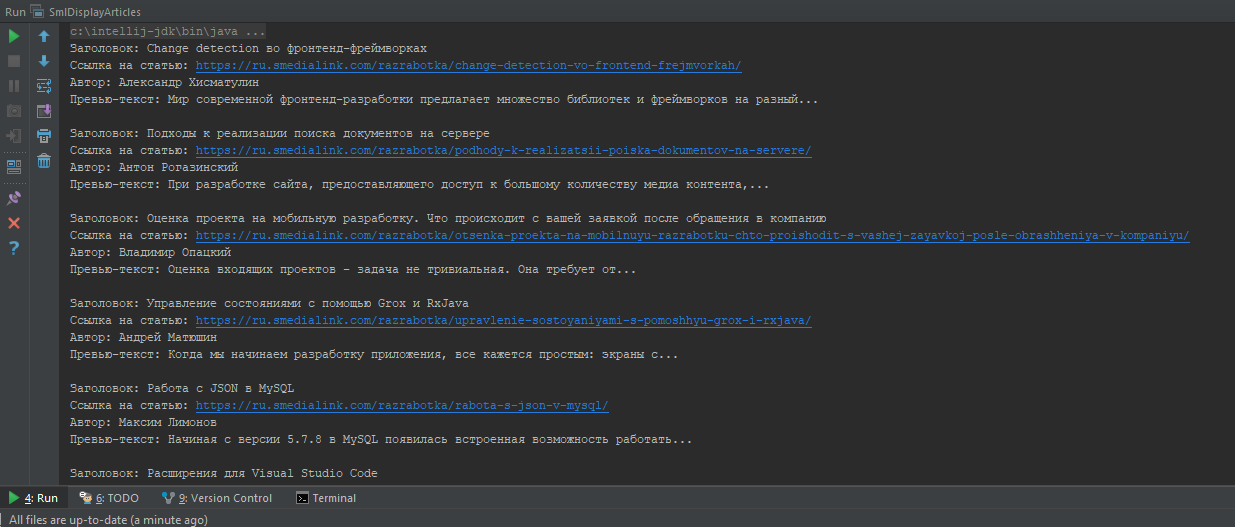 Run SmlDisplayArticles
c:\intellij-jdk\bin\java ...
Заголовок: Change detection во фронтенд-фреймворках
Ссылка на статью: https://ru.smedialink.com/razrabotka/change-detection-vo-frontend-frejmvorkah/
Автор: Александр Хисматулин
Превью-текст: Мир современной фронтенд-разработки предлагает множество библиотек и фреймворков на разный...
Заголовок: Подходы к реализации поиска документов на сервере
Ссылка на статью: https://ru.smedialink.com/razrabotka/podhody-k-realizatsii-poiska-dokumentov-na-servere/
Автор: Антон Рогазинский
Превью-текст: При разработке сайта, предоставляющего доступ к большому количеству медиа контента,...
Заголовок: Оценка проекта на мобильную разработку. Что происходит с вашей заявкой после обращения в компанию
Ссылка на статью: https://ru.smedialink.com/razrabotka/otsenka-proekta-na-mobilnuyu-razrabotku-chto-proishodit-s-vashej-zayavkoj-posle-obrashheniya-v-kompaniyu/
Автор: Владимир Опацкий
Превью-текст: Оценка входящих проектов – задача не тривиальная. Она требует от...
Заголовок: Управление состояниями с помощью Grox и RxJava
Ссылка на статью: https://ru.smedialink.com/razrabotka/upravlenie-sostoyaniyami-s-pomoshhyu-grox-i-rxjava/
Автор: Андрей Матюшин
Превью-текст: Когда мы начинаем разработку приложения, все кажется простым: экраны с...
Заголовок: Работа с JSON в MySQL
Ссылка на статью: https://ru.smedialink.com/razrabotka/rabota-s-json-v-mysql/
Автор: Максим Лимонов
Превью-текст: Начиная с версии 5.7.8 в MySQL появилась встроенная возможность работать...
Заголовок: Расширения для Visual Studio Code
4: Run 6: TODO 9: Version Control Terminal
All files are up-to-date (a minute ago)